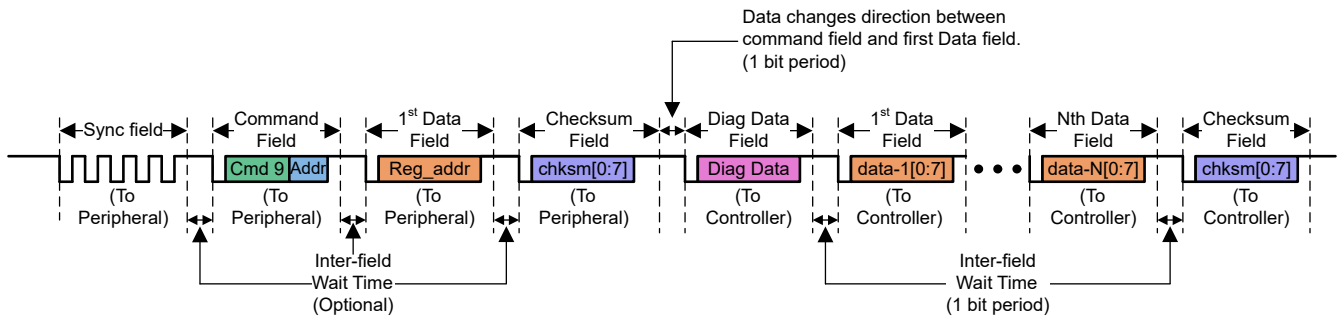 Data changes direction between
command field and first Data field.
(1 bit period)
Sync field
Command
Field
1st Data
Field
Checksum
Field
Diag Data
Field
1st Data
Field
Nth Data
Field
Checksum
Field
Cmd 9 Addr
Reg_addr
chksm[0:7]
Diag Data
data-1[0:7]
data-N[0:7]
chksm[0:7]
(To
Peripheral)
(To
Peripheral)
(To
Peripheral)
(To
Peripheral)
(To
Controller)
(To
Controller)
(To
Controller)
(To
Controller)
Inter-field
Wait Time
(Optional)
Inter-field
Wait Time
(1 bit period)